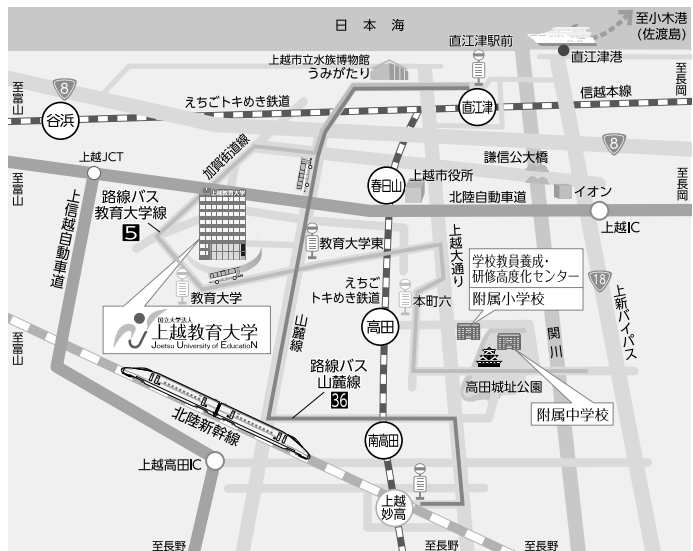 日本海
至小木港
(佐渡島)
直江津港
直江津駅前
上越市立水族博物館
うみがたり
至富山
8
至長岡
えちごトキめき鉄道
信越本線
谷浜
直江津
8
加賀街道線
上越JCT
謙信公大橋
至富山
至長岡
春日山
上越市役所
北陸自動車道
イオン
上越IC
上越教育大学
路線バス
教育大学線
5
上信越自動車道
教育大学東
教育大学
上越大通り
学校教員養成・
研修高度化センター
附属小学校
18
上新バイパス
えちご
トキめき鉄道
本町六
国立大学法人
上越教育大学
Joetsu University of EducatioN
山麓線
高田
関川
至富山
路線バス
山麓線
36
高田城址公園
附属中学校
北陸新幹線
南高田
上越高田IC
上越
妙高
至長野
至長野
至長野